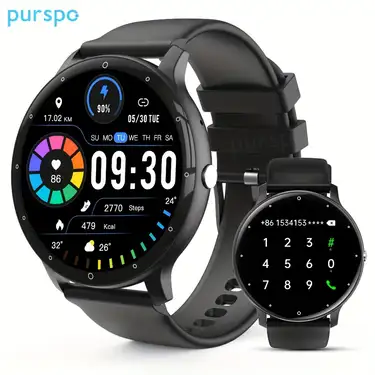 purspo
90%
17.02 KM
05/30 TUE
SU MO TU WE TH FR SA
86
09:30
2770 Steps
479 Kcal
32° 26° 24°
+86 1534153
1 2 3
4 5 6 #
7 8 9 0